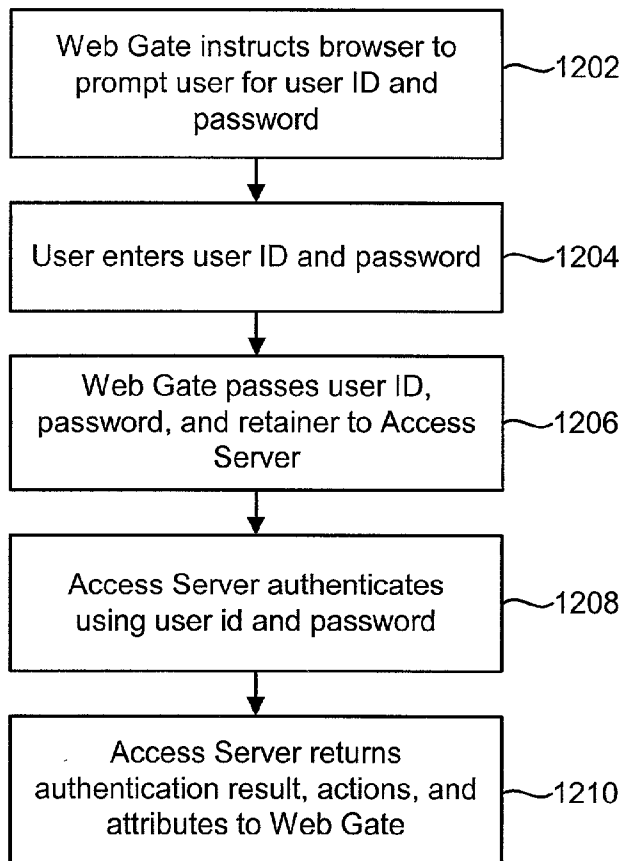 Web Gate instructs browser to
prompt user for user ID and
password
1202
User enters user ID and password
1204
Web Gate passes user ID,
password, and retainer to Access
Server
1206
Access Server authenticates
using user id and password
1208
Access Server returns
authentication result, actions, and
attributes to Web Gate
1210